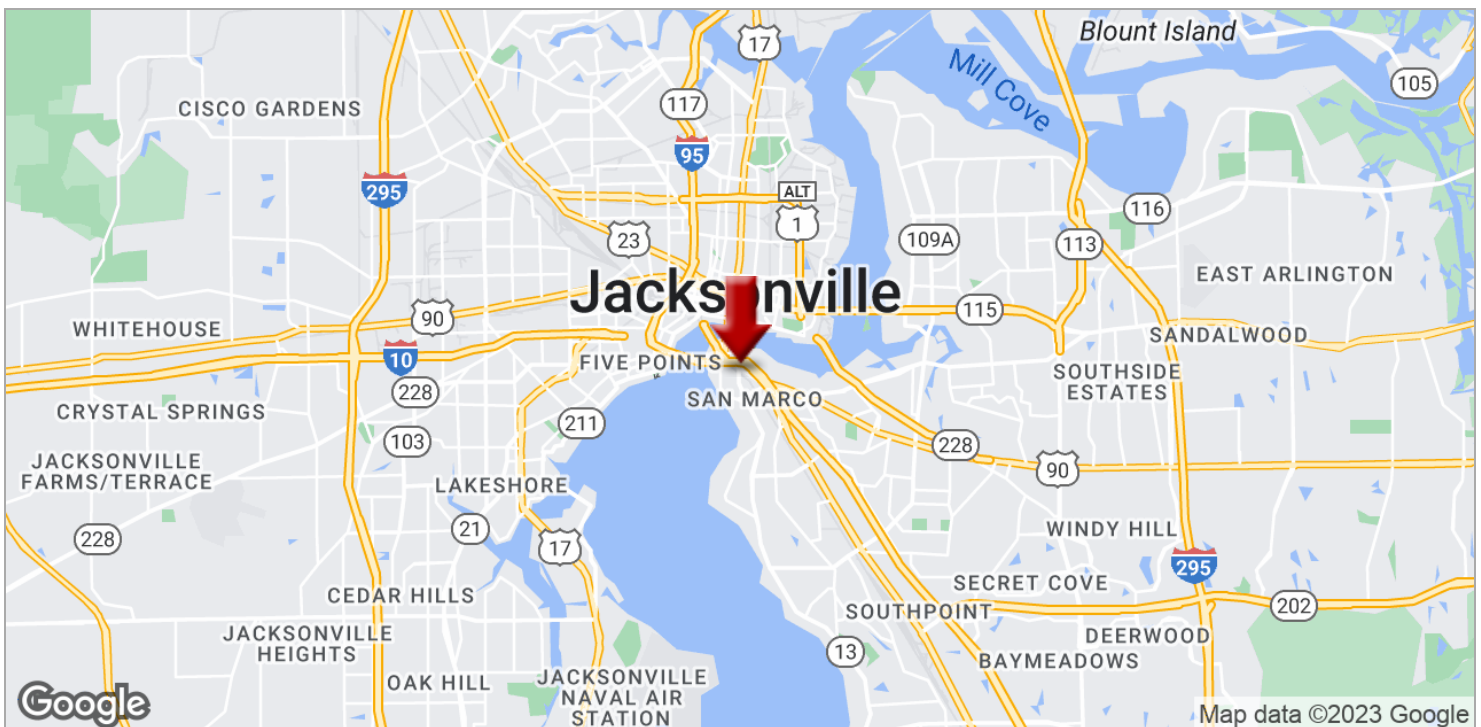 Blount Island
17
Mill Cove
105
CISCO GARDENS
117
95
295
ALT
1
116
23
109A
113
EAST ARLINGTON
Jacksonville
90
115
WHITEHOUSE
SANDALWOOD
10
FIVE POINTS
SOUTHSIDE
ESTATES
228
SAN MARCO
CRYSTAL SPRINGS
211
103
228
90
JACKSONVILLE
FARMS/TERRACE
LAKESHORE
21
WINDY HILL
228
17
295
SECRET COVE
CEDAR HILLS
202
SOUTHPOINT
JACKSONVILLE
HEIGHTS
DEERWOOD
13
BAYMEADOWS
OAK HILL
JACKSONVILLE
NAVAL AIR
STATION
Google
Map data ©2023 Google